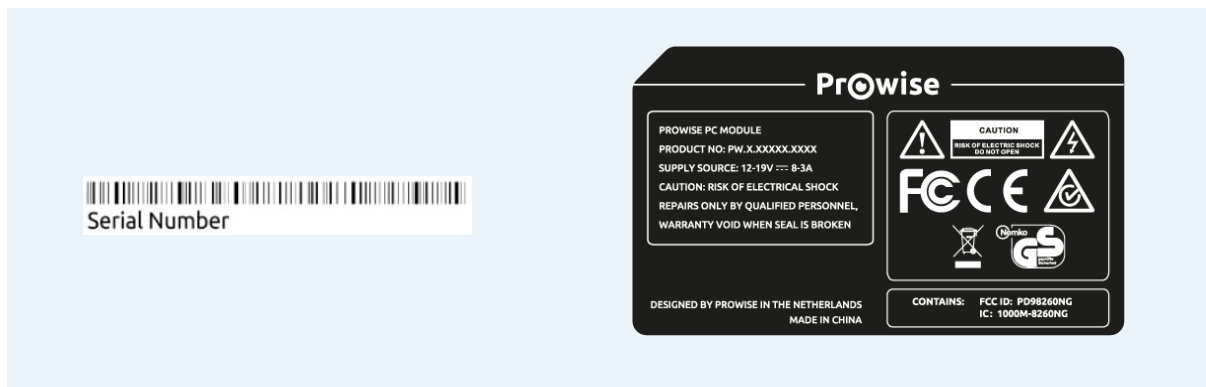 Serial Number
Prowise
PROWISE PC MODULE
PRODUCT NO: PW.X.XXXXX.XXXX
SUPPLY SOURCE: 12-19V ⎓ 8-3A
CAUTION: RISK OF ELECTRICAL SHOCK
REPAIRS ONLY BY QUALIFIED PERSONNEL,
WARRANTY VOID WHEN SEAL IS BROKEN
DESIGNED BY PROWISE IN THE NETHERLANDS
MADE IN CHINA
CAUTION
RISK OF ELECTRIC SHOCK
DO NOT OPEN
FC CE
Nemko
GS
CONTAINS: FCC ID: PD98260NG
IC: 1000M-8260NG